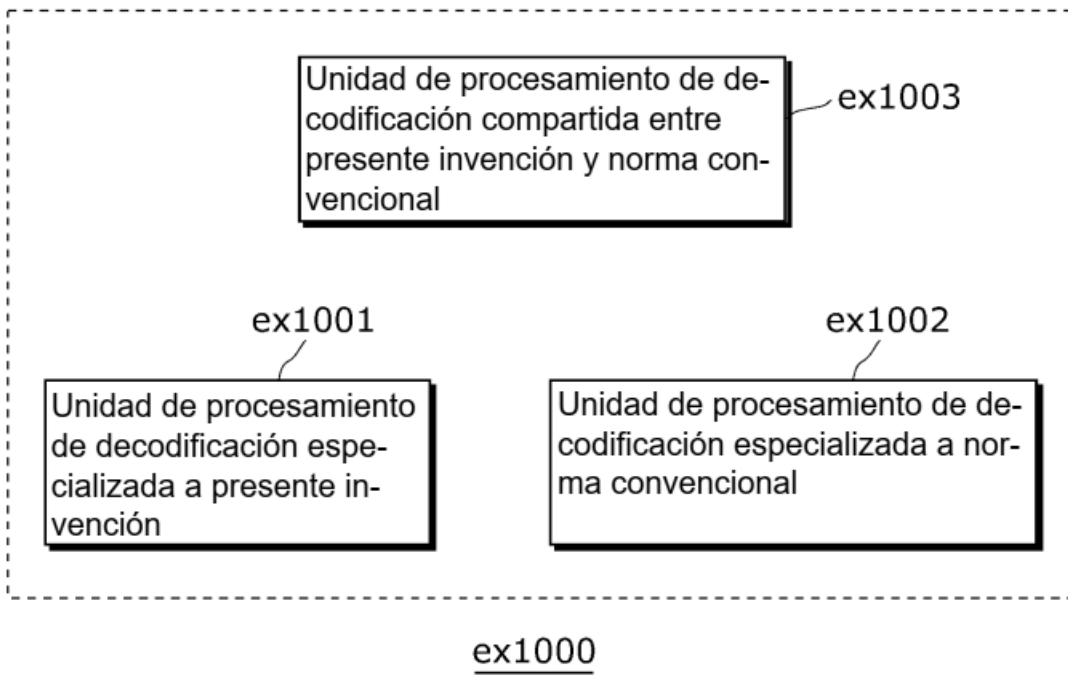 Unidad de procesamiento de de-
codificación compartida entre
presente invención y norma con-
vencional
ex1003
ex1001
Unidad de procesamiento
de decodificación espe-
cializada a presente in-
vención
ex1002
Unidad de procesamiento de de-
codificación especializada a nor-
ma convencional
ex1000